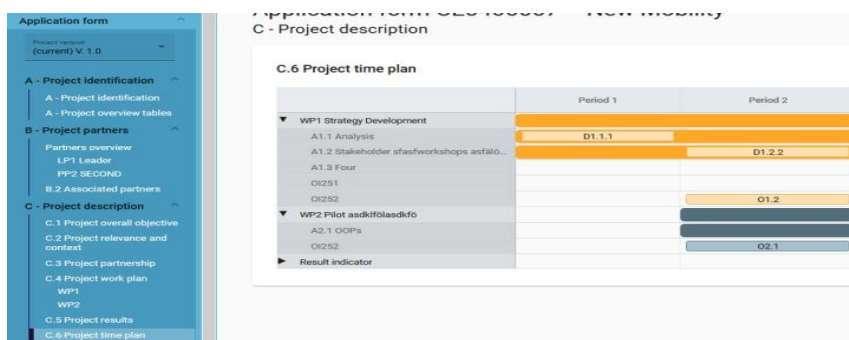 Application form
Project version
(current) V. 1.0
A - Project identification
A - Project identification
A - Project overview tables
B - Project partners
Partners overview
LP1 Leader
PP2 SECOND
B.2 Associated partners
C - Project description
C.1 Project overall objective
C.2 Project relevance and
context
C.3 Project partnership
C.4 Project work plan
WP1
WP2
C.5 Project results
C.6 Project time plan
C - Project description
C.6 Project time plan
Period 1 Period 2
WP1 Strategy Development
A1.1 Analysis D1.1.1
A1.2 Stakeholder sfasfworkshops asfälö... D1.2.2
A1.3 Four
OI251
OI252 O1.2
WP2 Pilot asdklfölasdkfö
A2.1 OOPs
OI252 O2.1
Result indicator